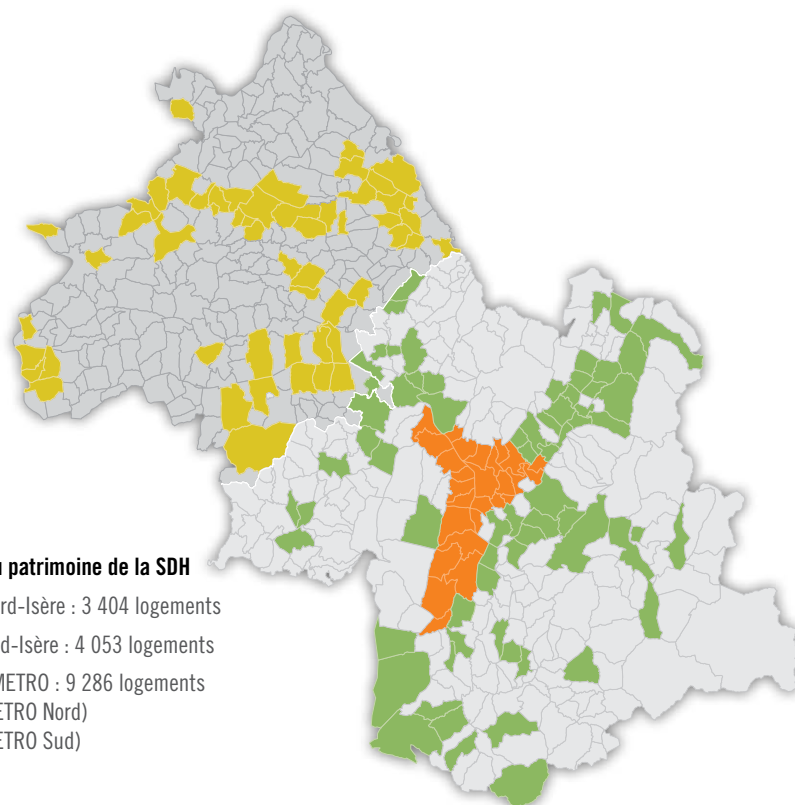 u patrimoine de la SDH
rd-Isère : 3 404 logements
d-Isère : 4 053 logements
METRO : 9 286 logements
ETRO Nord)
ETRO Sud)